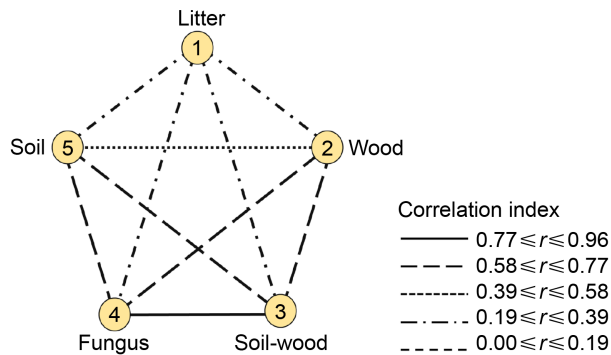 Litter
1
Soil
5
2
Wood
4
3
Fungus
Soil-wood
Correlation index
0.77≤r≤0.96
0.58≤r≤0.77
0.39≤r≤0.58
0.19≤r≤0.39
0.00≤r≤0.19